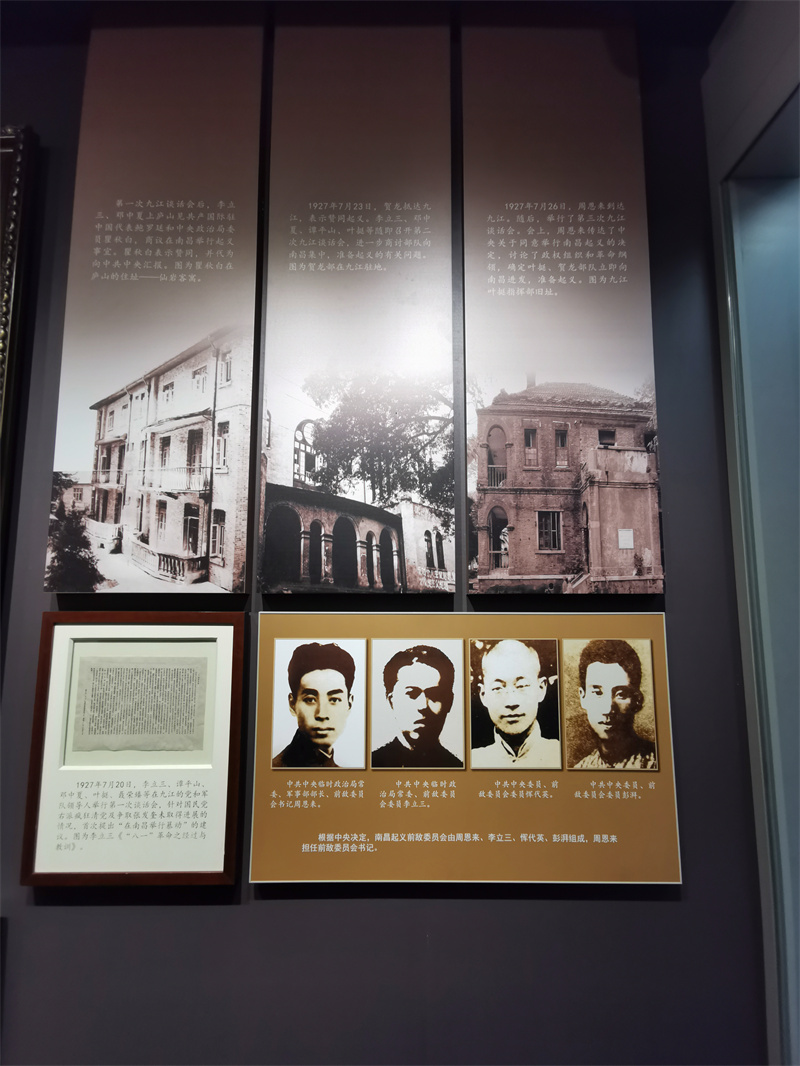 第一次九江谈话会后，李立
三、邓中夏上庐山见共产国际驻
中国代表鲍罗廷和中央政治局委
员瞿秋白，商议在南昌举行起义
事宜。瞿秋白表示赞同，并代为
向中共中央汇报。图为瞿秋白在
庐山的住址——仙岩客寓。
1927年7月23日，贺龙抵达九
江，表示赞同起义。李立三、邓中
夏、谭平山、叶挺等随即召开第二
次九江谈话会，进一步商讨部队向
南昌集中、准备起义的有关问题。
图为贺龙部在九江驻地。
1927年7月26日，周恩来到达
九江。随后，举行了第三次九江
谈话会。会上，周恩来传达了中
央关于同意举行南昌起义的决
定，讨论了政权组织和革命纲
领，确定叶挺、贺龙部队立即向
南昌进发，准备起义。图为九江
叶挺指挥部旧址。
1927年7月20日，李立三、谭平山、
邓中夏、叶挺、聂荣臻等在九江的党和军
队领导人举行第一次谈话会，针对国民党
右派疯狂清党及争取张发奎未取得进展的
情况，首次提出“在南昌举行暴动”的建
议。图为李立三《“八一”革命之经过与
教训》。
中共中央临时政治局常
委、军事部部长、前敌委员
会书记周恩来。
中共中央临时政
治局常委、前敌委员
会委员李立三。
中共中央委员、前
敌委员会委员恽代英。
中共中央委员、前
敌委员会委员彭湃。
根据中央决定，南昌起义前敌委员会由周恩来、李立三、恽代英、彭湃组成，周恩来
担任前敌委员会书记。